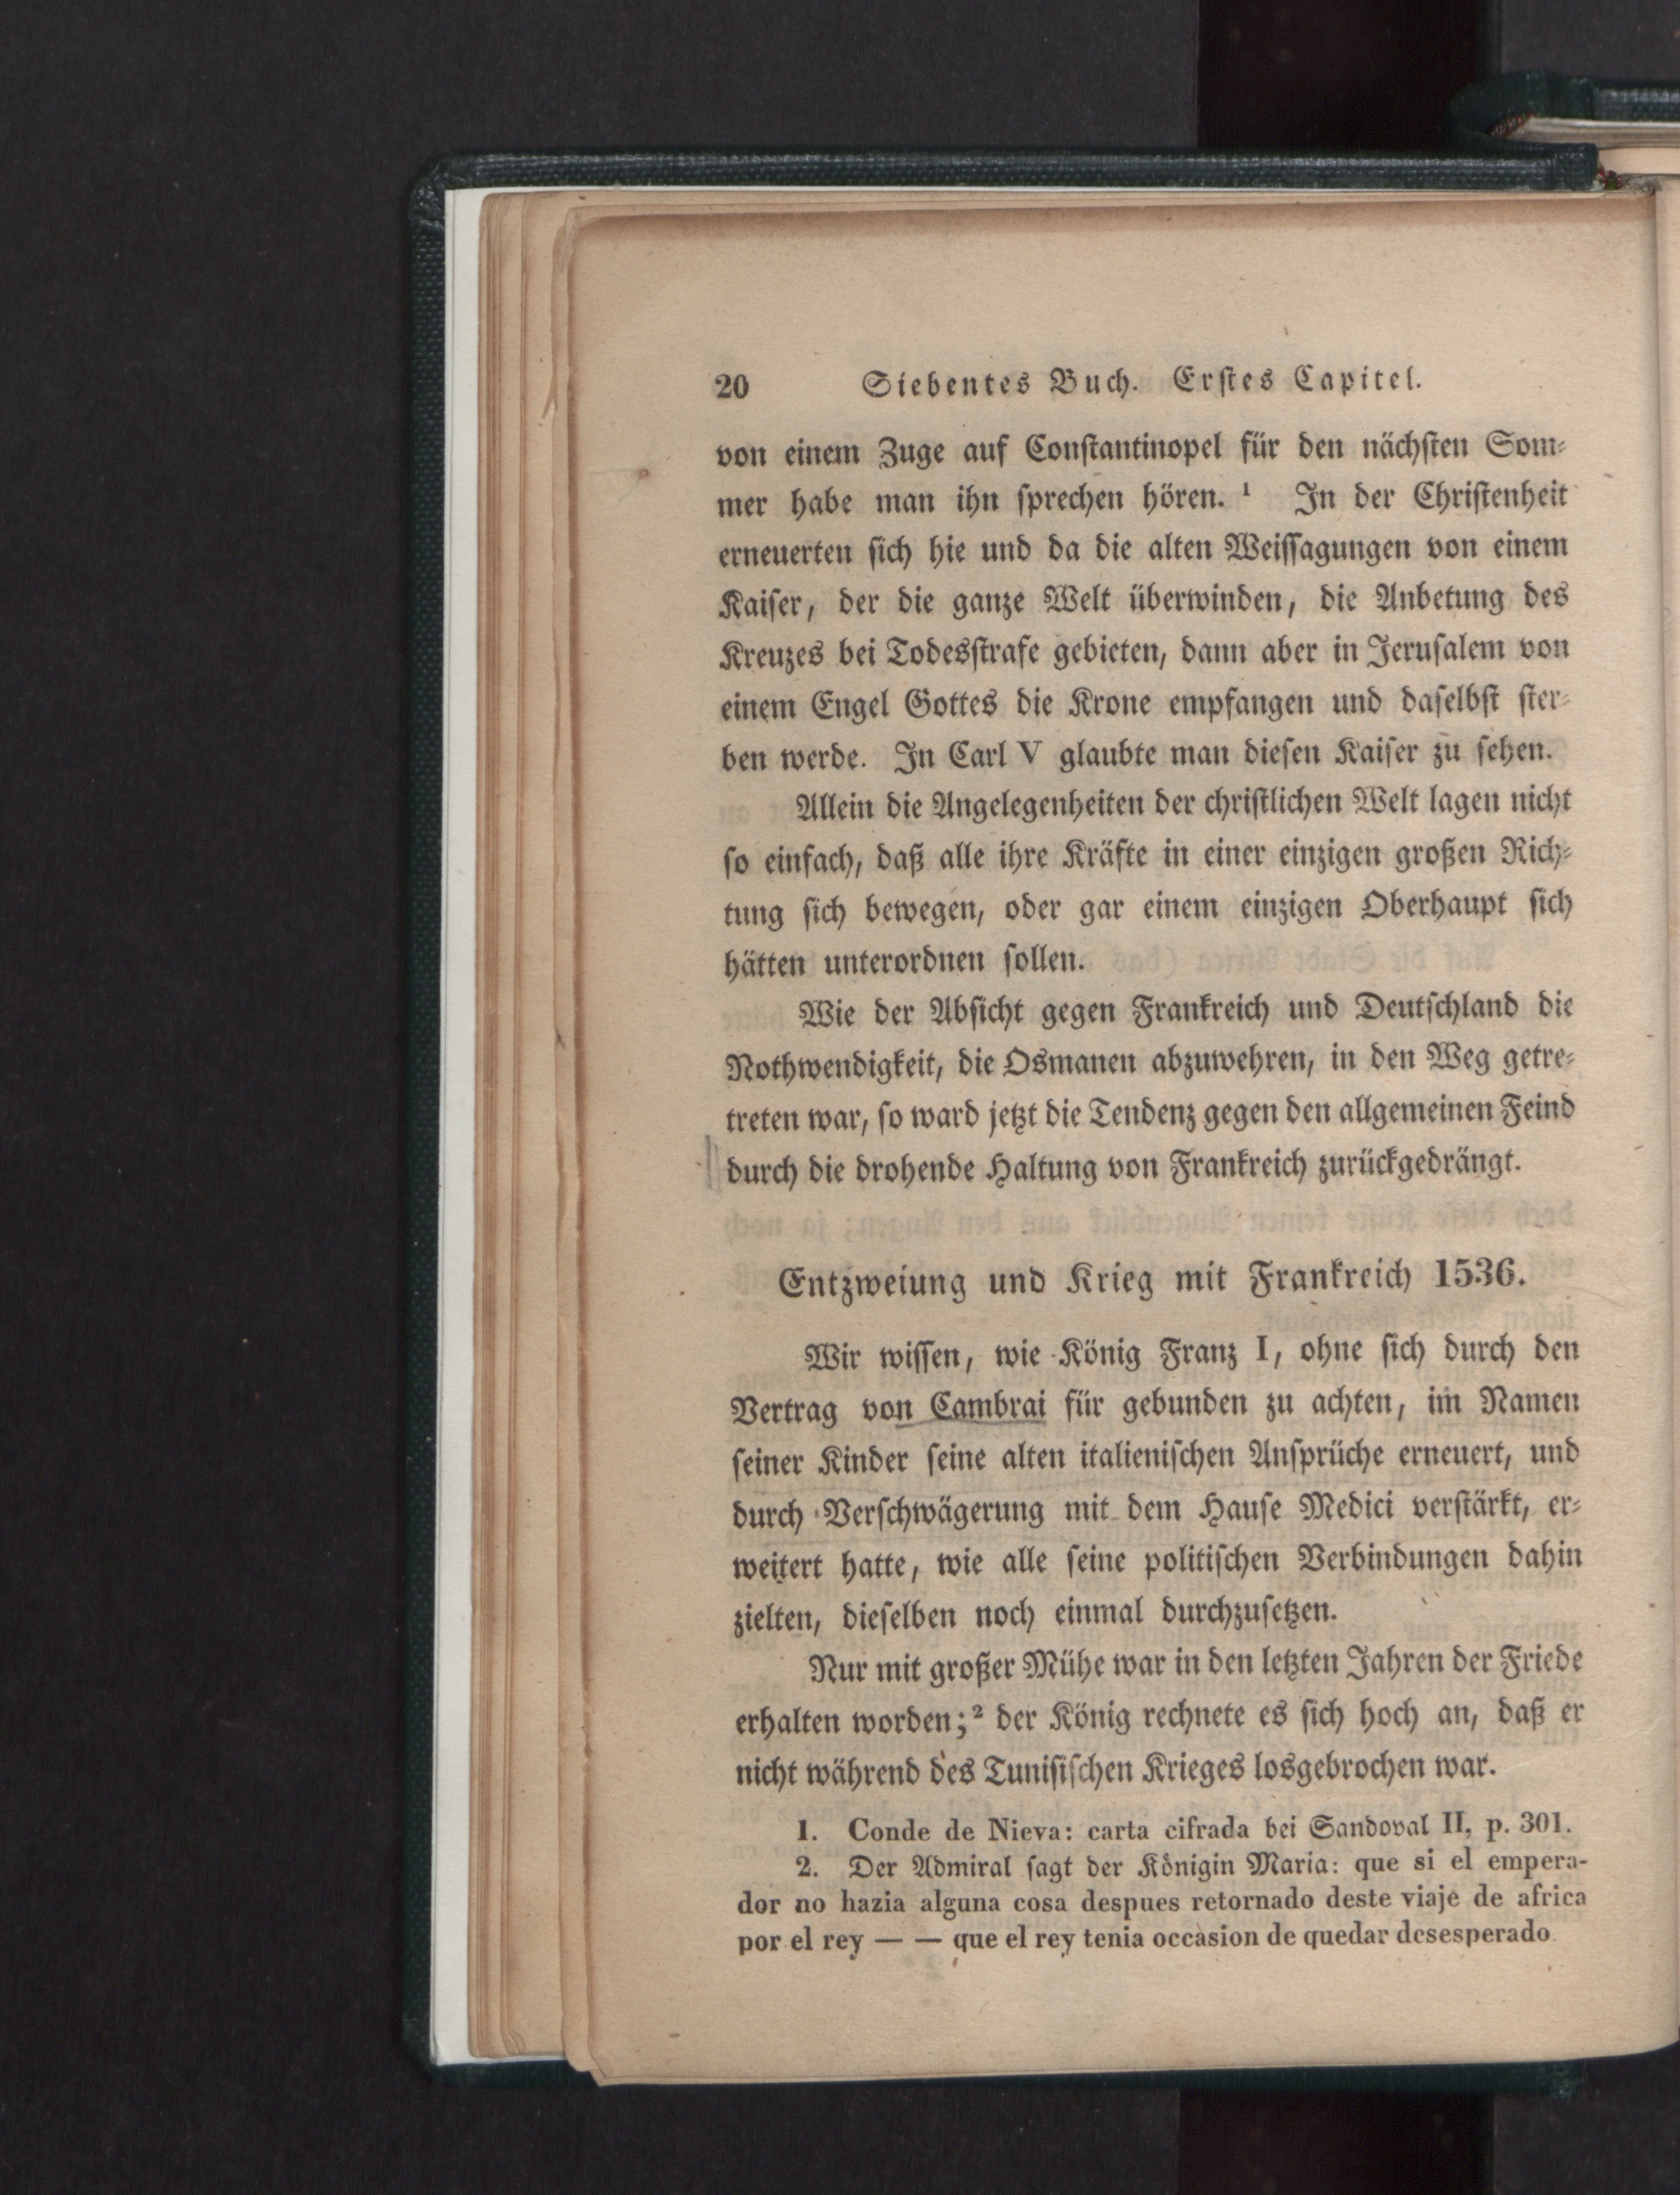 20 Siebentes Buch. Erstes Capitel.
von einem Zuge auf Constantinopel für den nächsten Som-
mer habe man ihn sprechen hören. ¹ In der Christenheit
erneuerten sich hie und da die alten Weissagungen von einem
Kaiser, der die ganze Welt überwinden, die Anbetung des
Kreuzes bei Todesstrafe gebieten, dann aber in Jerusalem von
einem Engel Gottes die Krone empfangen und daselbst ster-
ben werde. In Carl V glaubte man diesen Kaiser zu sehen.
Allein die Angelegenheiten der christlichen Welt lagen nicht
so einfach, daß alle ihre Kräfte in einer einzigen großen Rich-
tung sich bewegen, oder gar einem einzigen Oberhaupt sich
hätten unterordnen sollen.
Wie der Absicht gegen Frankreich und Deutschland die
Nothwendigkeit, die Osmanen abzuwehren, in den Weg getre-
treten war, so ward jetzt die Tendenz gegen den allgemeinen Feind
durch die drohende Haltung von Frankreich zurückgedrängt.
Entzweiung und Krieg mit Frankreich 1536.
Wir wissen, wie König Franz I, ohne sich durch den
Vertrag von Cambrai für gebunden zu achten, im Namen
seiner Kinder seine alten italienischen Ansprüche erneuert, und
durch Verschwägerung mit dem Hause Medici verstärkt, er-
weitert hatte, wie alle seine politischen Verbindungen dahin
zielten, dieselben noch einmal durchzusetzen.
Nur mit großer Mühe war in den letzten Jahren der Friede
erhalten worden;² der König rechnete es sich hoch an, daß er
nicht während des Tunisischen Krieges losgebrochen war.
1. Conde de Nieva: carta cifrada bei Sandoval II, p. 301.
2. Der Admiral sagt der Königin Maria: que si el empera-
dor no hazia alguna cosa despues retornado deste viaje de africa
por el rey — — que el rey tenia occasion de quedar desesperado